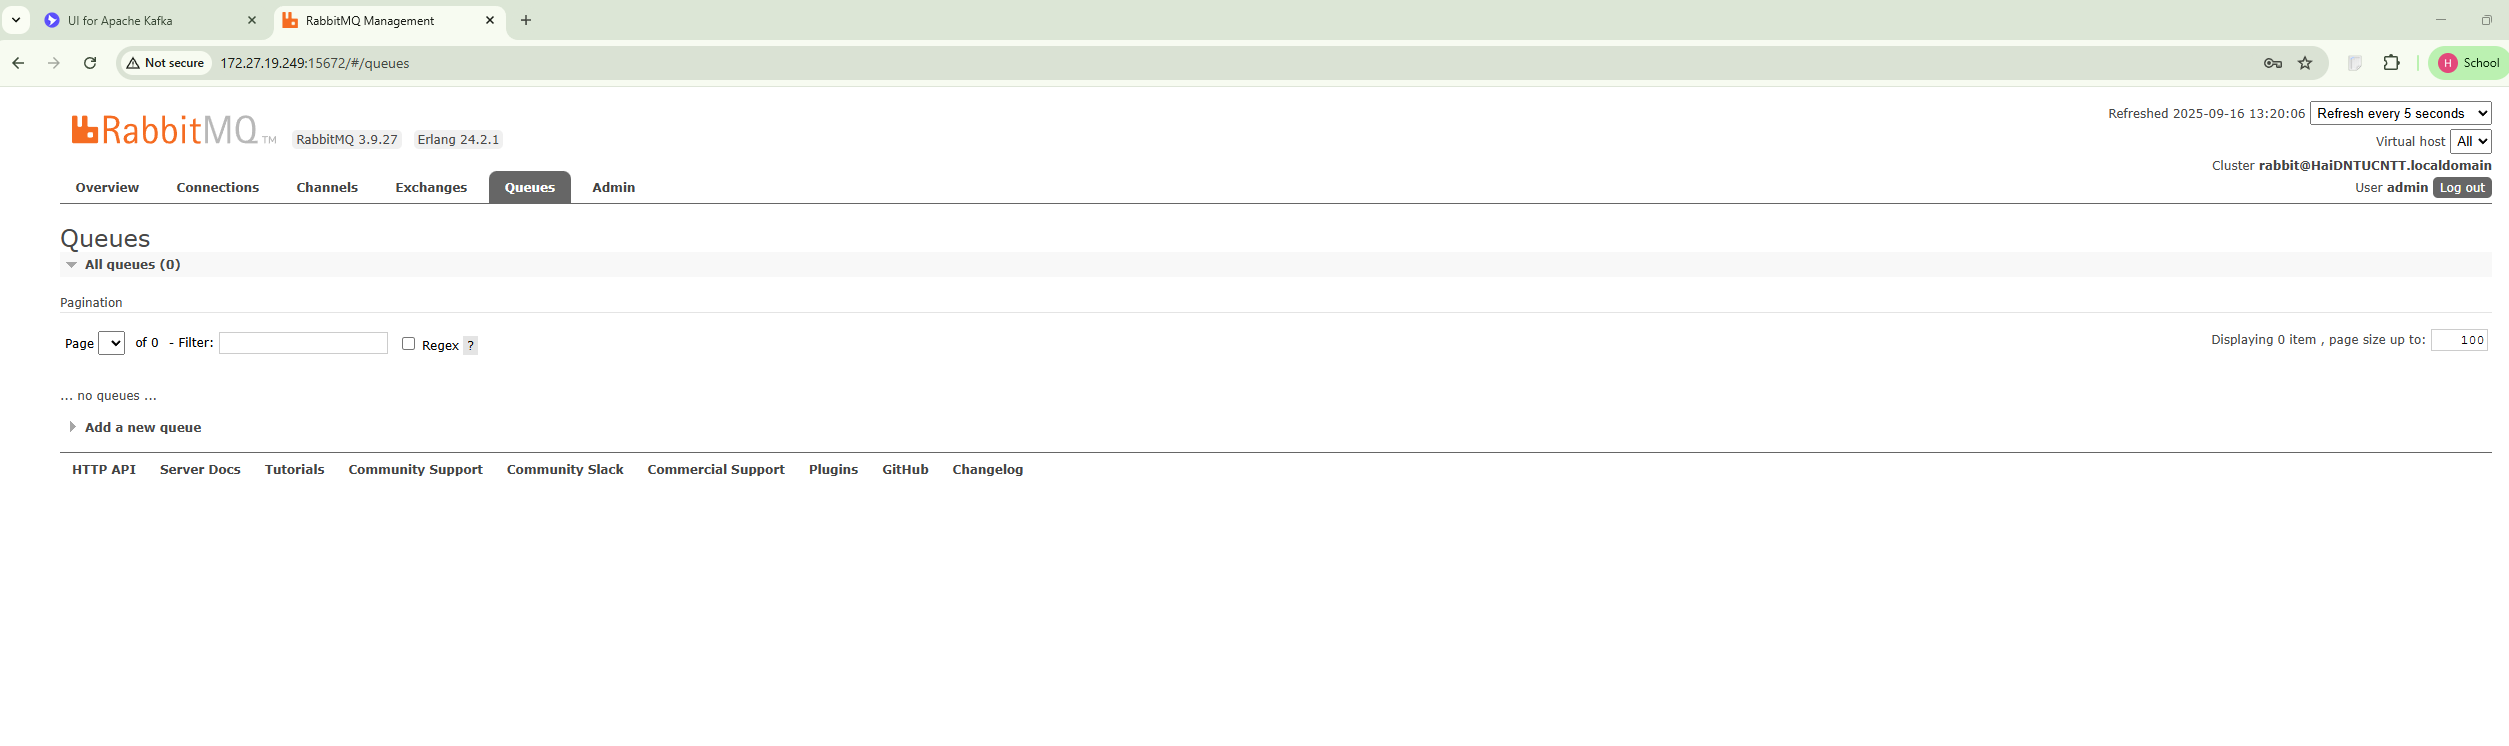 UI for Apache Kafka
RabbitMQ Management
Not secure
172.27.19.249:15672/#/queues
H
School
RabbitMQ TM
RabbitMQ 3.9.27
Erlang 24.2.1
Refreshed 2025-09-16 13:20:06
Refresh every 5 seconds
Virtual host
All
Cluster rabbit@HaiDNTUCNTT.localdomain
User admin
Log out
Overview
Connections
Channels
Exchanges
Queues
Admin
Queues
All queues (0)
Pagination
Page of 0 - Filter:
Regex ?
Displaying 0 item , page size up to: 100
... no queues ...
Add a new queue
HTTP API
Server Docs
Tutorials
Community Support
Community Slack
Commercial Support
Plugins
GitHub
Changelog